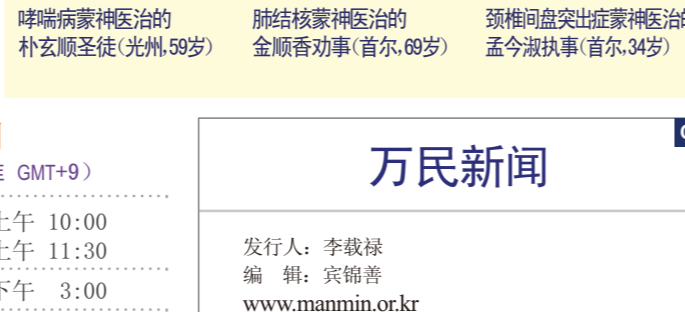 哮喘病蒙神医治的
朴玄顺圣徒(光州,59岁)
肺结核蒙神医治的
金顺香劝事(首尔,69岁)
颈椎间盘突出症蒙神医治的
孟今淑执事(首尔,34岁)
GMT+9)
上午 10:00
上午 11:30
下午 3:00
万民新闻
发行人: 李载禄
编 辑: 宾锦善
www.manmin.or.kr